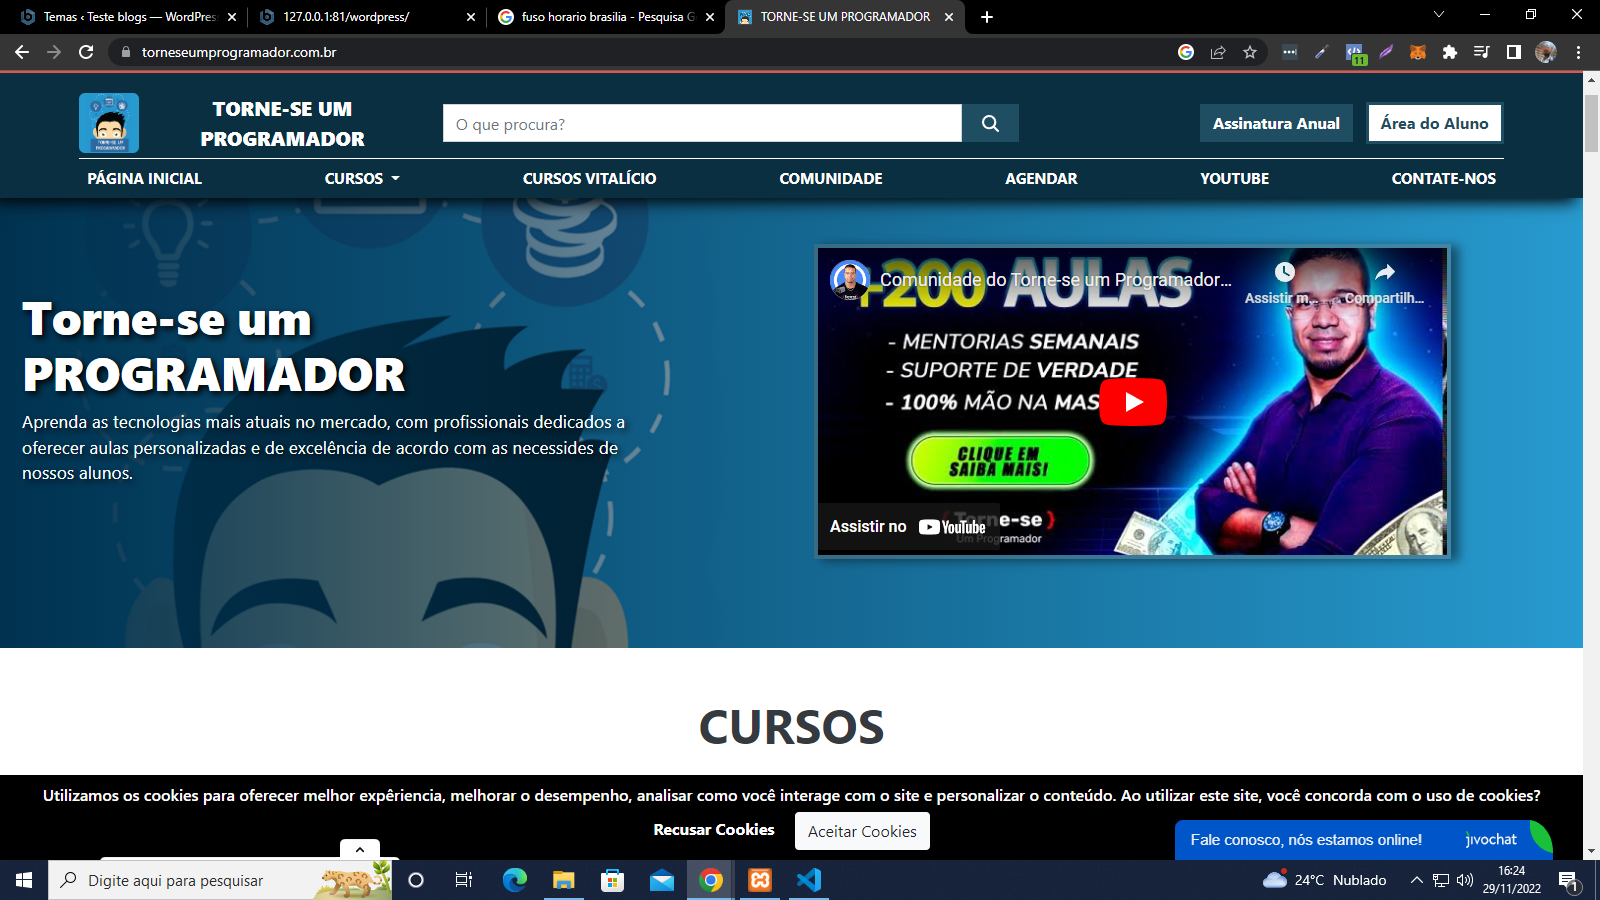 Temas ‹ Teste blogs — WordPres
127.0.0.1:81/wordpress/
fuso horario brasilia - Pesquisa G
TORNE-SE UM PROGRAMADOR
torneseumprogramador.com.br
11
TORNE-SE UM
PROGRAMADOR
TORNE-SE UM
PROGRAMADOR
O que procura?
Assinatura Anual
Área do Aluno
PÁGINA INICIAL
CURSOS
CURSOS VITALÍCIO
COMUNIDADE
AGENDAR
YOUTUBE
CONTATE-NOS
Torne-se um
PROGRAMADOR
Aprenda as tecnologias mais atuais no mercado, com profissionais dedicados a
oferecer aulas personalizadas e de excelência de acordo com as necessides de
nossos alunos.
+200 AULAS
Comunidade do Torne-se um Programador...
Assistir m...
Compartilh...
- MENTORIAS SEMANAIS
- SUPORTE DE VERDADE
- 100% MÃO NA MAS
CLIQUE EM
SAIBA MAIS!
Assistir no YouTube
Torne-se )
Um Programador
CURSOS
Utilizamos os cookies para oferecer melhor expêriencia, melhorar o desempenho, analisar como você interage com o site e personalizar o conteúdo. Ao utilizar este site, você concorda com o uso de cookies?
Recusar Cookies
Aceitar Cookies
Fale conosco, nós estamos online!
jivochat
Digite aqui para pesquisar
24°C Nublado
16:24
29/11/2022
1